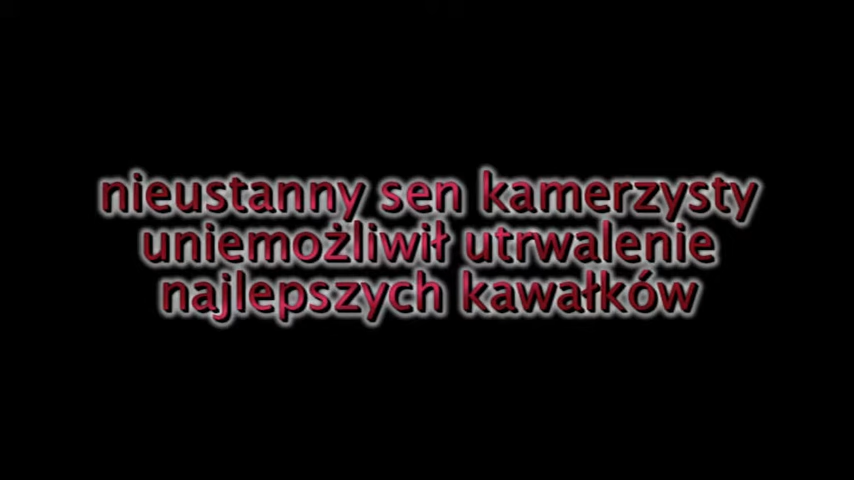 nieustanny sen kamerzysty
uniemożliwił utrwalenie
najlepszych kawałków